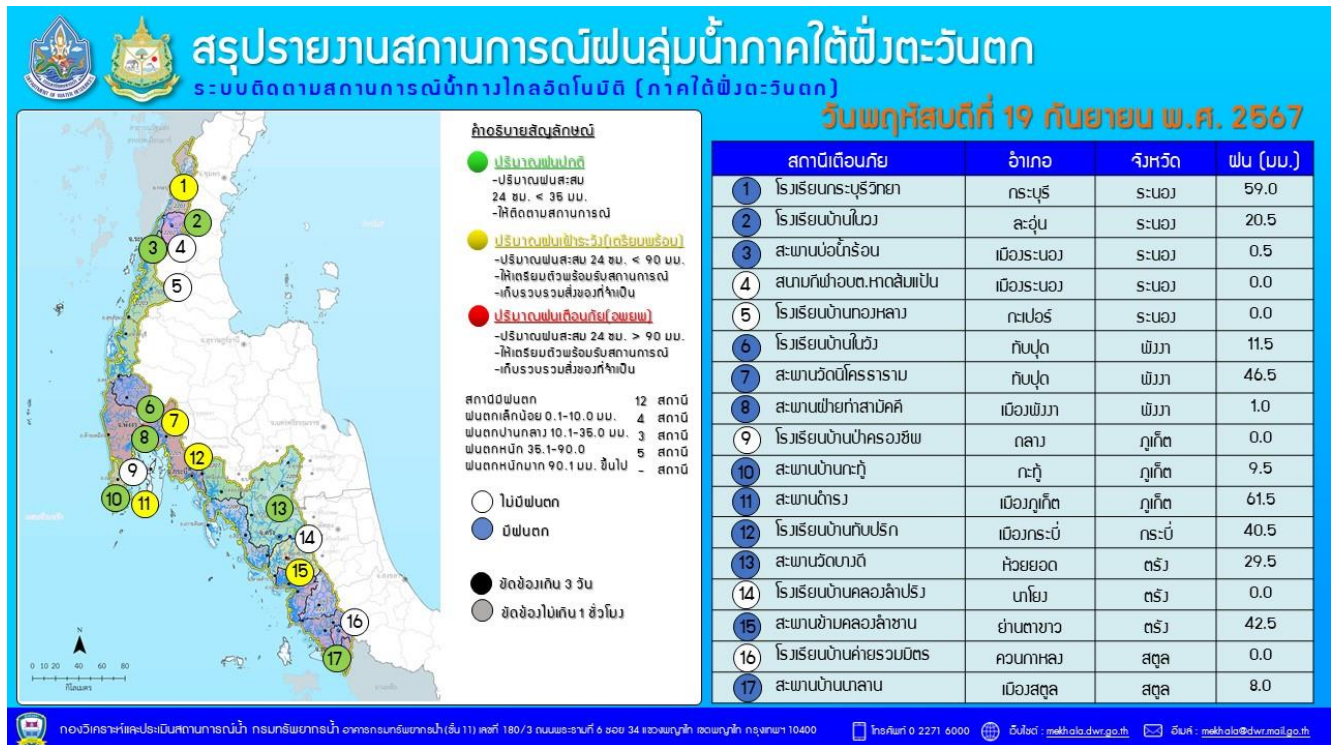 สรุปรายงานสถานการณ์ฝนลุ่มน้ำภาคใต้ฝั่งตะวันตก
ระบบติดตามสถานการณ์น้ำทางไกลอัตโนมัติ (ภาคใต้ฝั่งตะวันตก)
วันพฤหัสบดีที่ 19 กันยายน พ.ศ. 2567
1
2
3
4
5
6
7
8
9
12
10
11
13
14
15
16
17
N
0 10 20 40 60 80
กิโลเมตร
คำอธิบายสัญลักษณ์
ปริมาณฝนปกติ
-ปริมาณฝนสะสม
24 ชม. < 35 มม.
-ให้ติดตามสถานการณ์
ปริมาณฝนเฝ้าระวัง(เตรียมพร้อม)
-ปริมาณฝนสะสม 24 ชม. < 90 มม.
-ให้เตรียมตัวพร้อมรับสถานการณ์
-เก็บรวบรวมสิ่งของที่จำเป็น
ปริมาณฝนเตือนภัย(อพยพ)
-ปริมาณฝนสะสม 24 ชม. > 90 มม.
-ให้เตรียมตัวพร้อมรับสถานการณ์
-เก็บรวบรวมสิ่งของที่จำเป็น
สถานีมีฝนตก 12 สถานี
ฝนตกเล็กน้อย 0.1-10.0 มม. 4 สถานี
ฝนตกปานกลาง 10.1-35.0 มม. 3 สถานี
ฝนตกหนัก 35.1-90.0 5 สถานี
ฝนตกหนักมาก 90.1 มม. ขึ้นไป - สถานี
ไม่มีฝนตก
มีฝนตก
ขัดข้องเกิน 3 วัน
ขัดข้องไม่เกิน 1 ชั่วโมง
สถานีเตือนภัย อำเภอ จังหวัด ฝน (มม.)
1 โรงเรียนกระบุรีวิทยา กระบุรี ระนอง 59.0
2 โรงเรียนบ้านในวง ละอุ่น ระนอง 20.5
3 สะพานบ่อน้ำร้อน เมืองระนอง ระนอง 0.5
4 สนามกีฬาอบต.หาดส้มแป้น เมืองระนอง ระนอง 0.0
5 โรงเรียนบ้านทองหลาง กะเปอร์ ระนอง 0.0
6 โรงเรียนบ้านในวัง ทับปุด พังงา 11.5
7 สะพานวัดนิโครธาราม ทับปุด พังงา 46.5
8 สะพานฝ่ายท่าสามัคคี เมืองพังงา พังงา 1.0
9 โรงเรียนบ้านป่าครองชีพ ถลาง ภูเก็ต 0.0
10 สะพานบ้านกะทู้ กะทู้ ภูเก็ต 9.5
11 สะพานดำรง เมืองภูเก็ต ภูเก็ต 61.5
12 โรงเรียนบ้านทับปริก เมืองกระบี่ กระบี่ 40.5
13 สะพานวัดบางดี ห้วยยอด ตรัง 29.5
14 โรงเรียนบ้านคลองลำปริง นาโยง ตรัง 0.0
15 สะพานข้ามคลองลำชาน ย่านตาขาว ตรัง 42.5
16 โรงเรียนบ้านค่ายรวมมิตร ควนกาหลง สตูล 0.0
17 สะพานบ้านนาลาน เมืองสตูล สตูล 8.0
กองวิเคราะห์และประเมินสถานการณ์น้ำ กรมทรัพยากรน้ำ อาคารกรมทรัพยากรน้ำ (ชั้น 11) เลขที่ 180/3 ถนนพระรามที่ 6 ซอย 34 แขวงพญาไท เขตพญาไท กรุงเทพฯ 10400 โทรศัพท์ 0 2271 6000 เว็บไซต์ : mekhala.dwr.go.th อีเมล์ : mekhala@dwr.mail.go.th